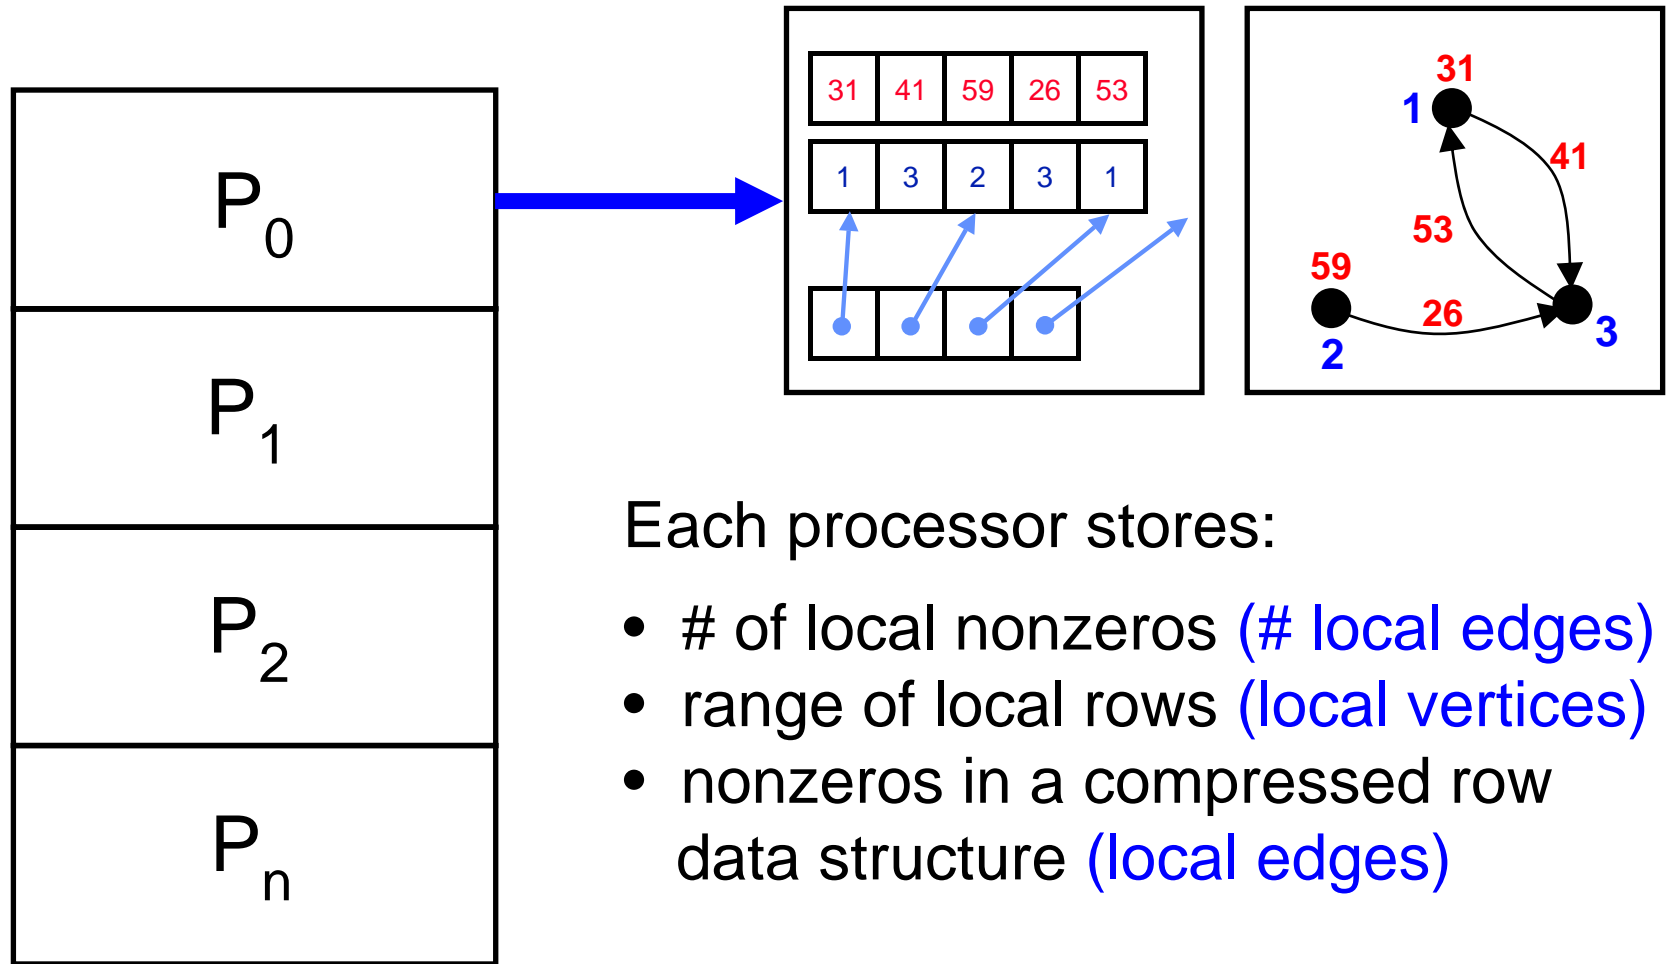 P0
P1
P2
Pn
31 41 59 26 53
1 3 2 3 1
31
1
41
53
59
26
2
3
Each processor stores:
• # of local nonzeros (# local edges)
• range of local rows (local vertices)
• nonzeros in a compressed row
data structure (local edges)